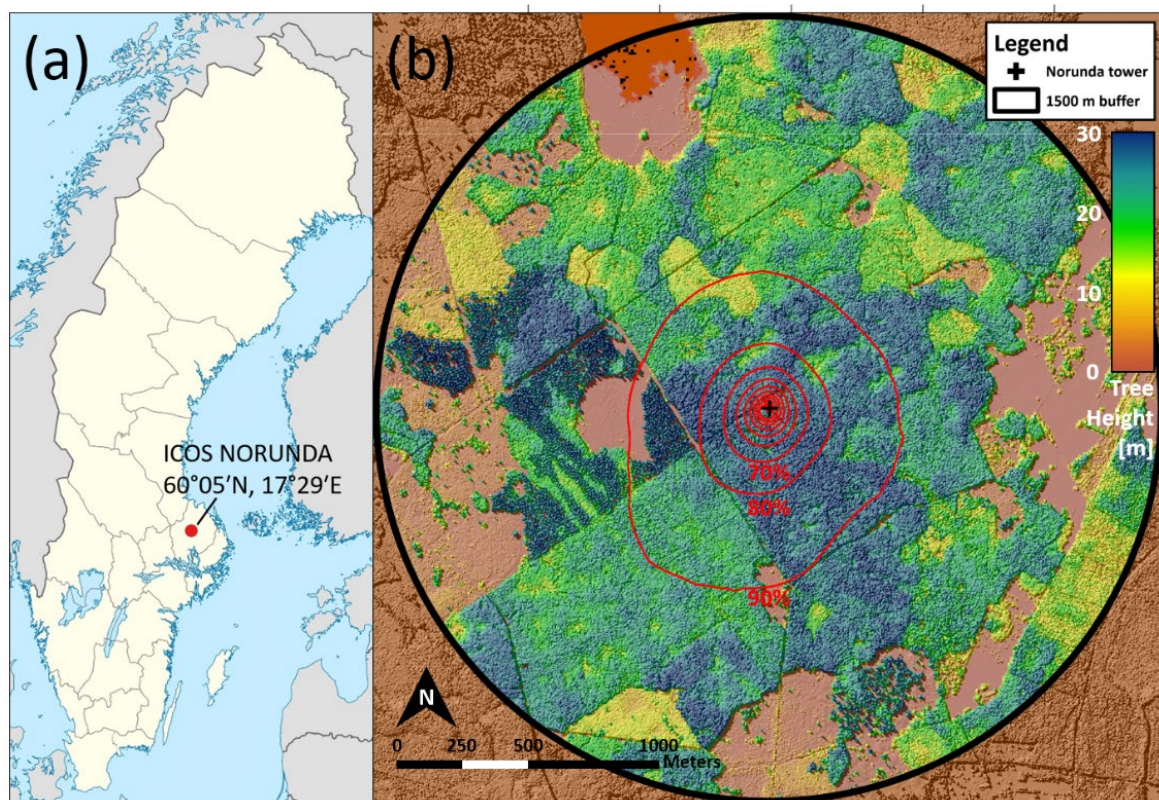 (a)
ICOS NORUNDA
60°05'N, 17°29'E
(b)
Legend
Norunda tower
1500 m buffer
30
20
10
0
Tree
Height
[m]
70%
80%
90%
N
0 250 500 1000
Meters